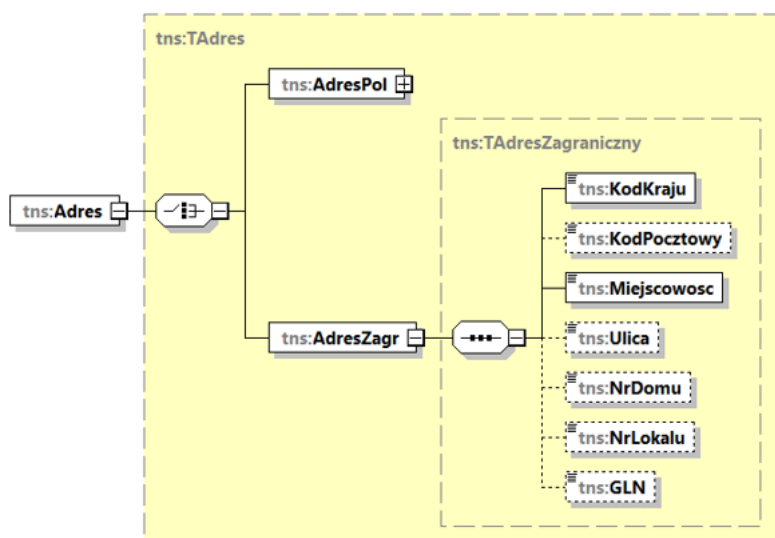 tns:TAdres
tns:AdresPol
tns:TAdresZagraniczny
tns:KodKraju
tns:Adres
tns:KodPocztowy
tns:Miejscowosc
tns:AdresZagr
tns:Ulica
tns:NrDomu
tns:NrLokalu
tns:GLN